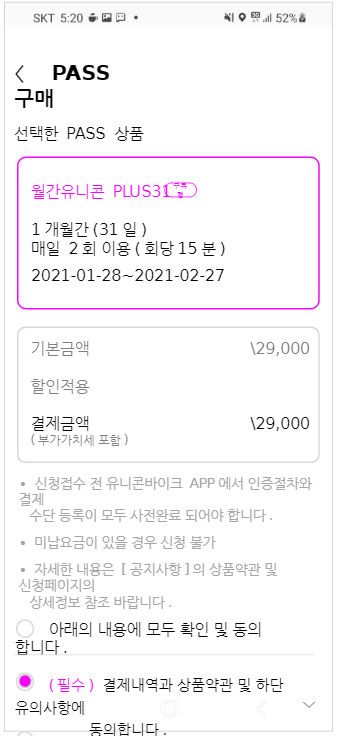 SKT 5:20 52%
PASS
구매
선택한 PASS 상품
월간유니콘 PLUS31
1 개월간 (31 일 )
매일 2 회 이용 ( 회당 15 분 )
2021-01-28~2021-02-27
기본금액 \29,000
할인적용
결제금액 \29,000
( 부가가치세 포함 )
• 신청접수 전 유니콘바이크 APP 에서 인증절차와
결제
수단 등록이 모두 사전완료 되어야 합니다 .
• 미납요금이 있을 경우 신청 불가
• 자세한 내용은 [ 공지사항 ] 의 상품약관 및
신청페이지의
상세정보 참조 바랍니다 .
아래의 내용에 모두 확인 및 동의
합니다 .
( 필수 ) 결제내역과 상품약관 및 하단
유의사항에
동의합니다 .